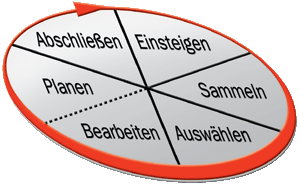 Abschließen
Einsteigen
Planen
Sammeln
Bearbeiten
Auswählen